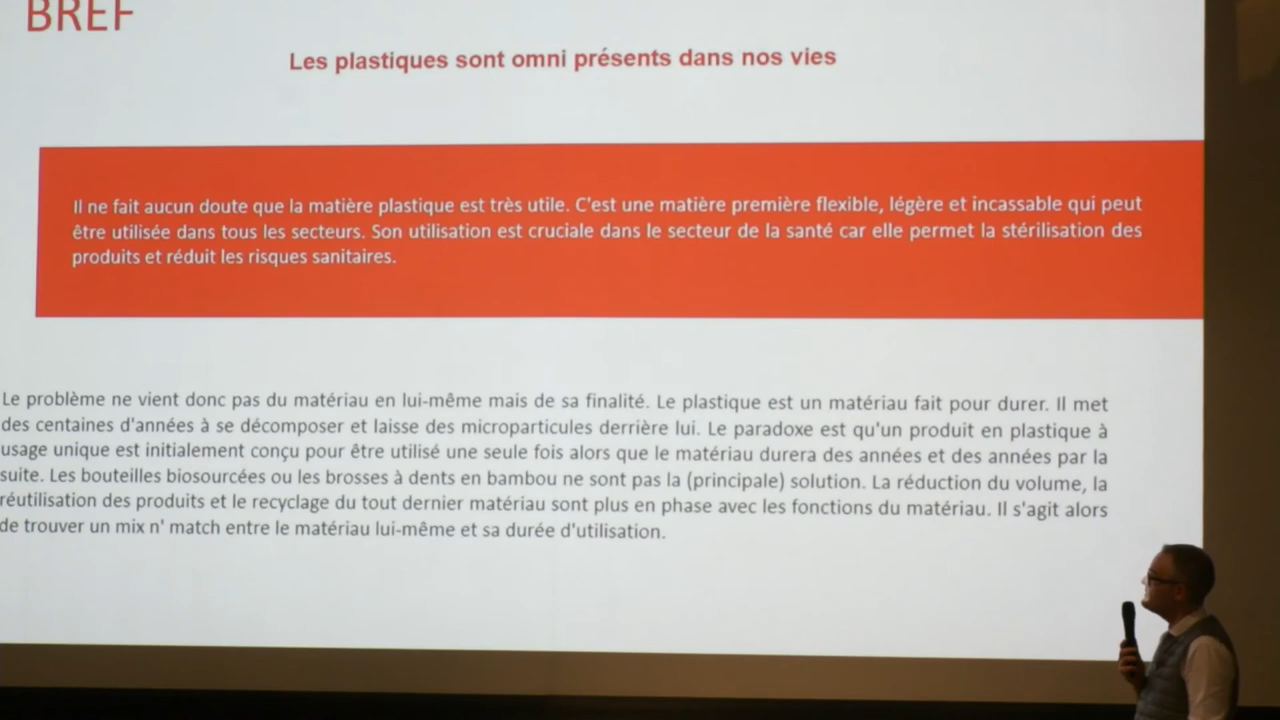 BREF
Les plastiques sont omni présents dans nos vies
Il ne fait aucun doute que la matière plastique est très utile. C'est une matière première flexible, légère et incassable qui peut
être utilisée dans tous les secteurs. Son utilisation est cruciale dans le secteur de la santé car elle permet la stérilisation des
produits et réduit les risques sanitaires.
Le problème ne vient donc pas du matériau en lui-même mais de sa finalité. Le plastique est un matériau fait pour durer. Il met
des centaines d'années à se décomposer et laisse des microparticules derrière lui. Le paradoxe est qu'un produit en plastique à
usage unique est initialement conçu pour être utilisé une seule fois alors que le matériau durera des années et des années par la
suite. Les bouteilles biosourcées ou les brosses à dents en bambou ne sont pas la (principale) solution. La réduction du volume, la
réutilisation des produits et le recyclage du tout dernier matériau sont plus en phase avec les fonctions du matériau. Il s'agit alors
de trouver un mix n' match entre le matériau lui-même et sa durée d'utilisation.